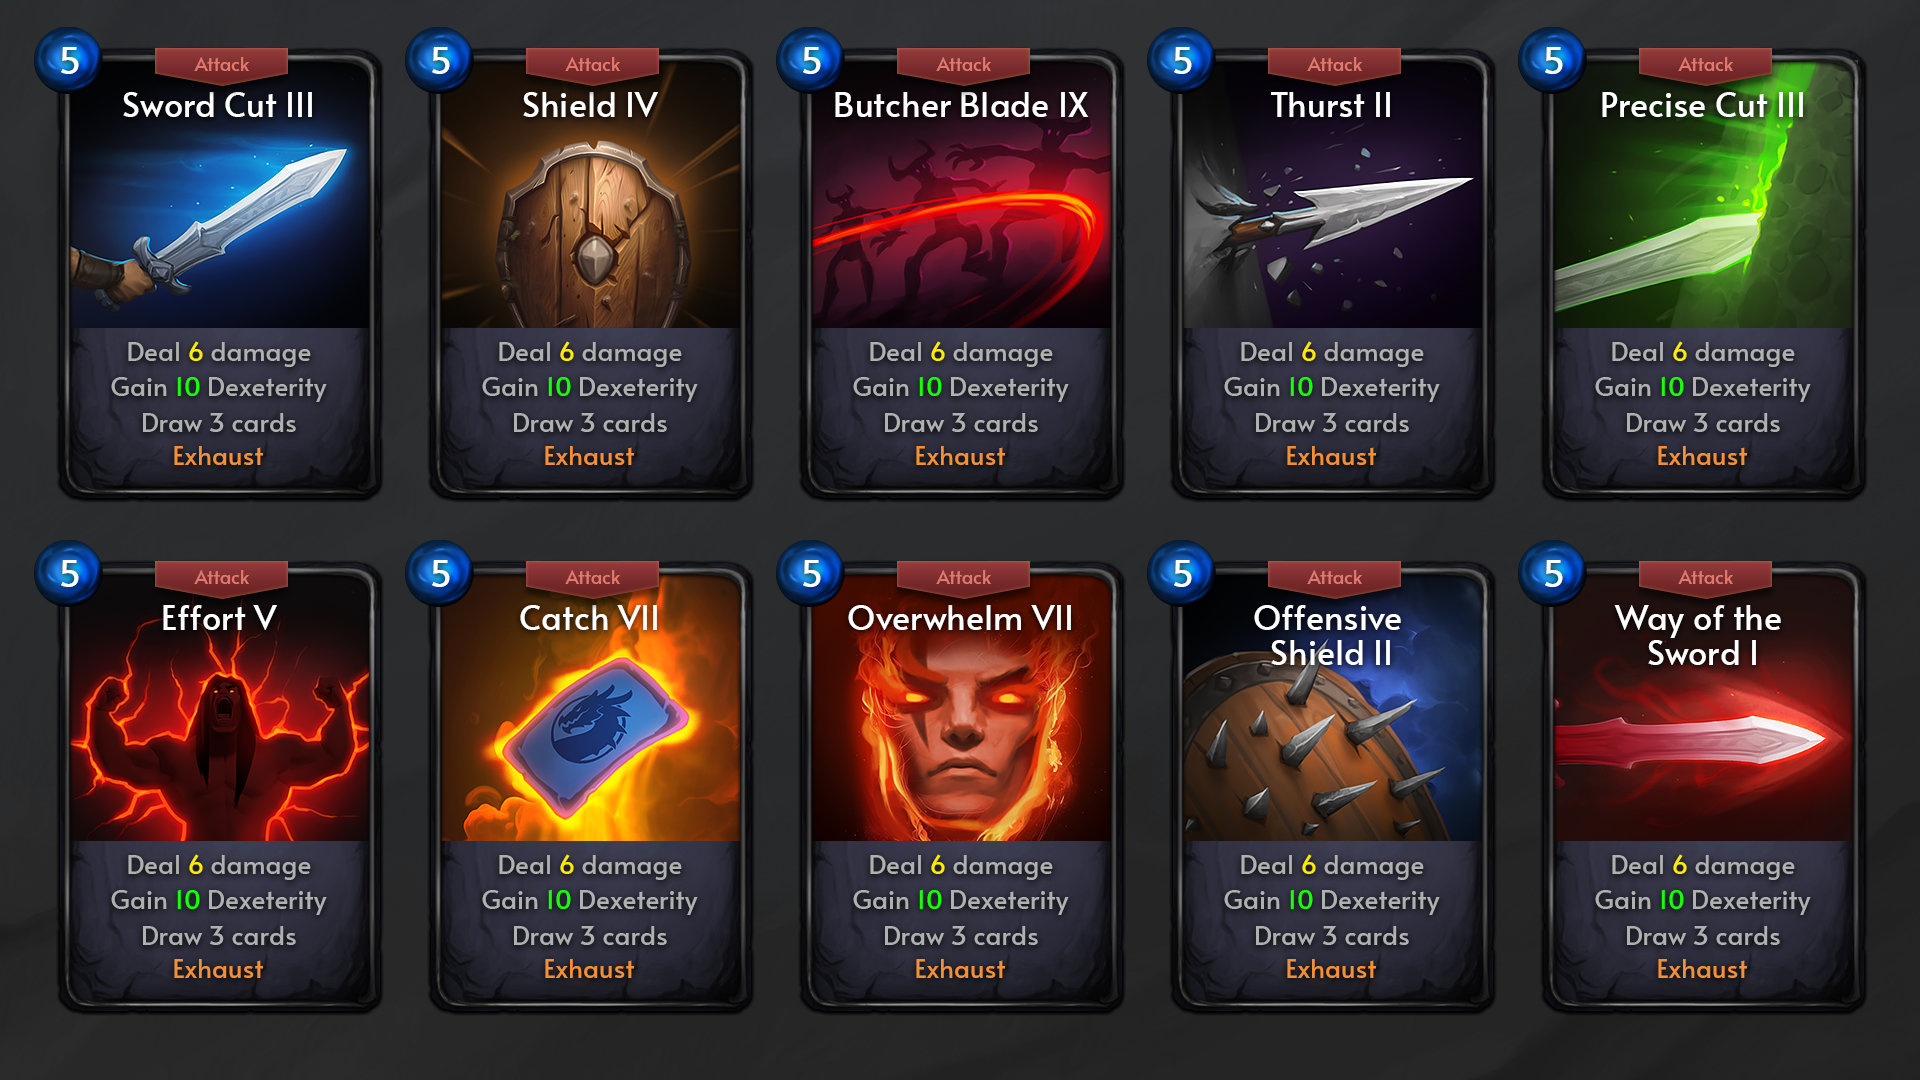 5
Attack
Sword Cut III
Deal 6 damage
Gain 10 Dexeterity
Draw 3 cards
Exhaust
5
Attack
Shield IV
Deal 6 damage
Gain 10 Dexeterity
Draw 3 cards
Exhaust
5
Attack
Butcher Blade IX
Deal 6 damage
Gain 10 Dexeterity
Draw 3 cards
Exhaust
5
Attack
Thurst II
Deal 6 damage
Gain 10 Dexeterity
Draw 3 cards
Exhaust
5
Attack
Precise Cut III
Deal 6 damage
Gain 10 Dexeterity
Draw 3 cards
Exhaust
5
Attack
Effort V
Deal 6 damage
Gain 10 Dexeterity
Draw 3 cards
Exhaust
5
Attack
Catch VII
Deal 6 damage
Gain 10 Dexeterity
Draw 3 cards
Exhaust
5
Attack
Overwhelm VII
Deal 6 damage
Gain 10 Dexeterity
Draw 3 cards
Exhaust
5
Attack
Offensive
Shield II
Deal 6 damage
Gain 10 Dexeterity
Draw 3 cards
Exhaust
5
Attack
Way of the
Sword I
Deal 6 damage
Gain 10 Dexeterity
Draw 3 cards
Exhaust